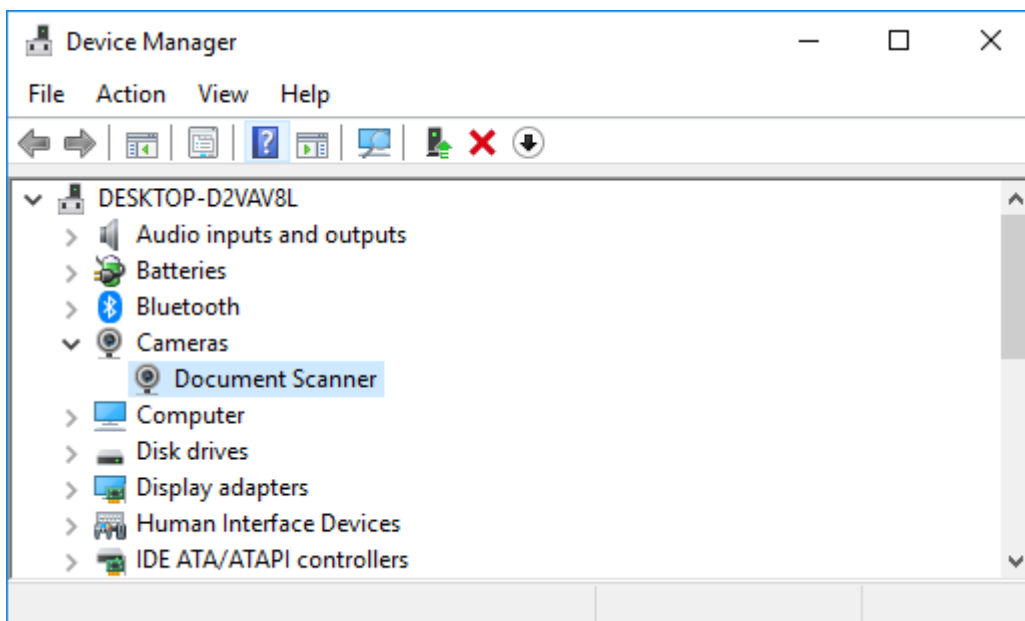 Device Manager
File Action View Help
DESKTOP-D2VAV8L
Audio inputs and outputs
Batteries
Bluetooth
Cameras
Document Scanner
Computer
Disk drives
Display adapters
Human Interface Devices
IDE ATA/ATAPI controllers